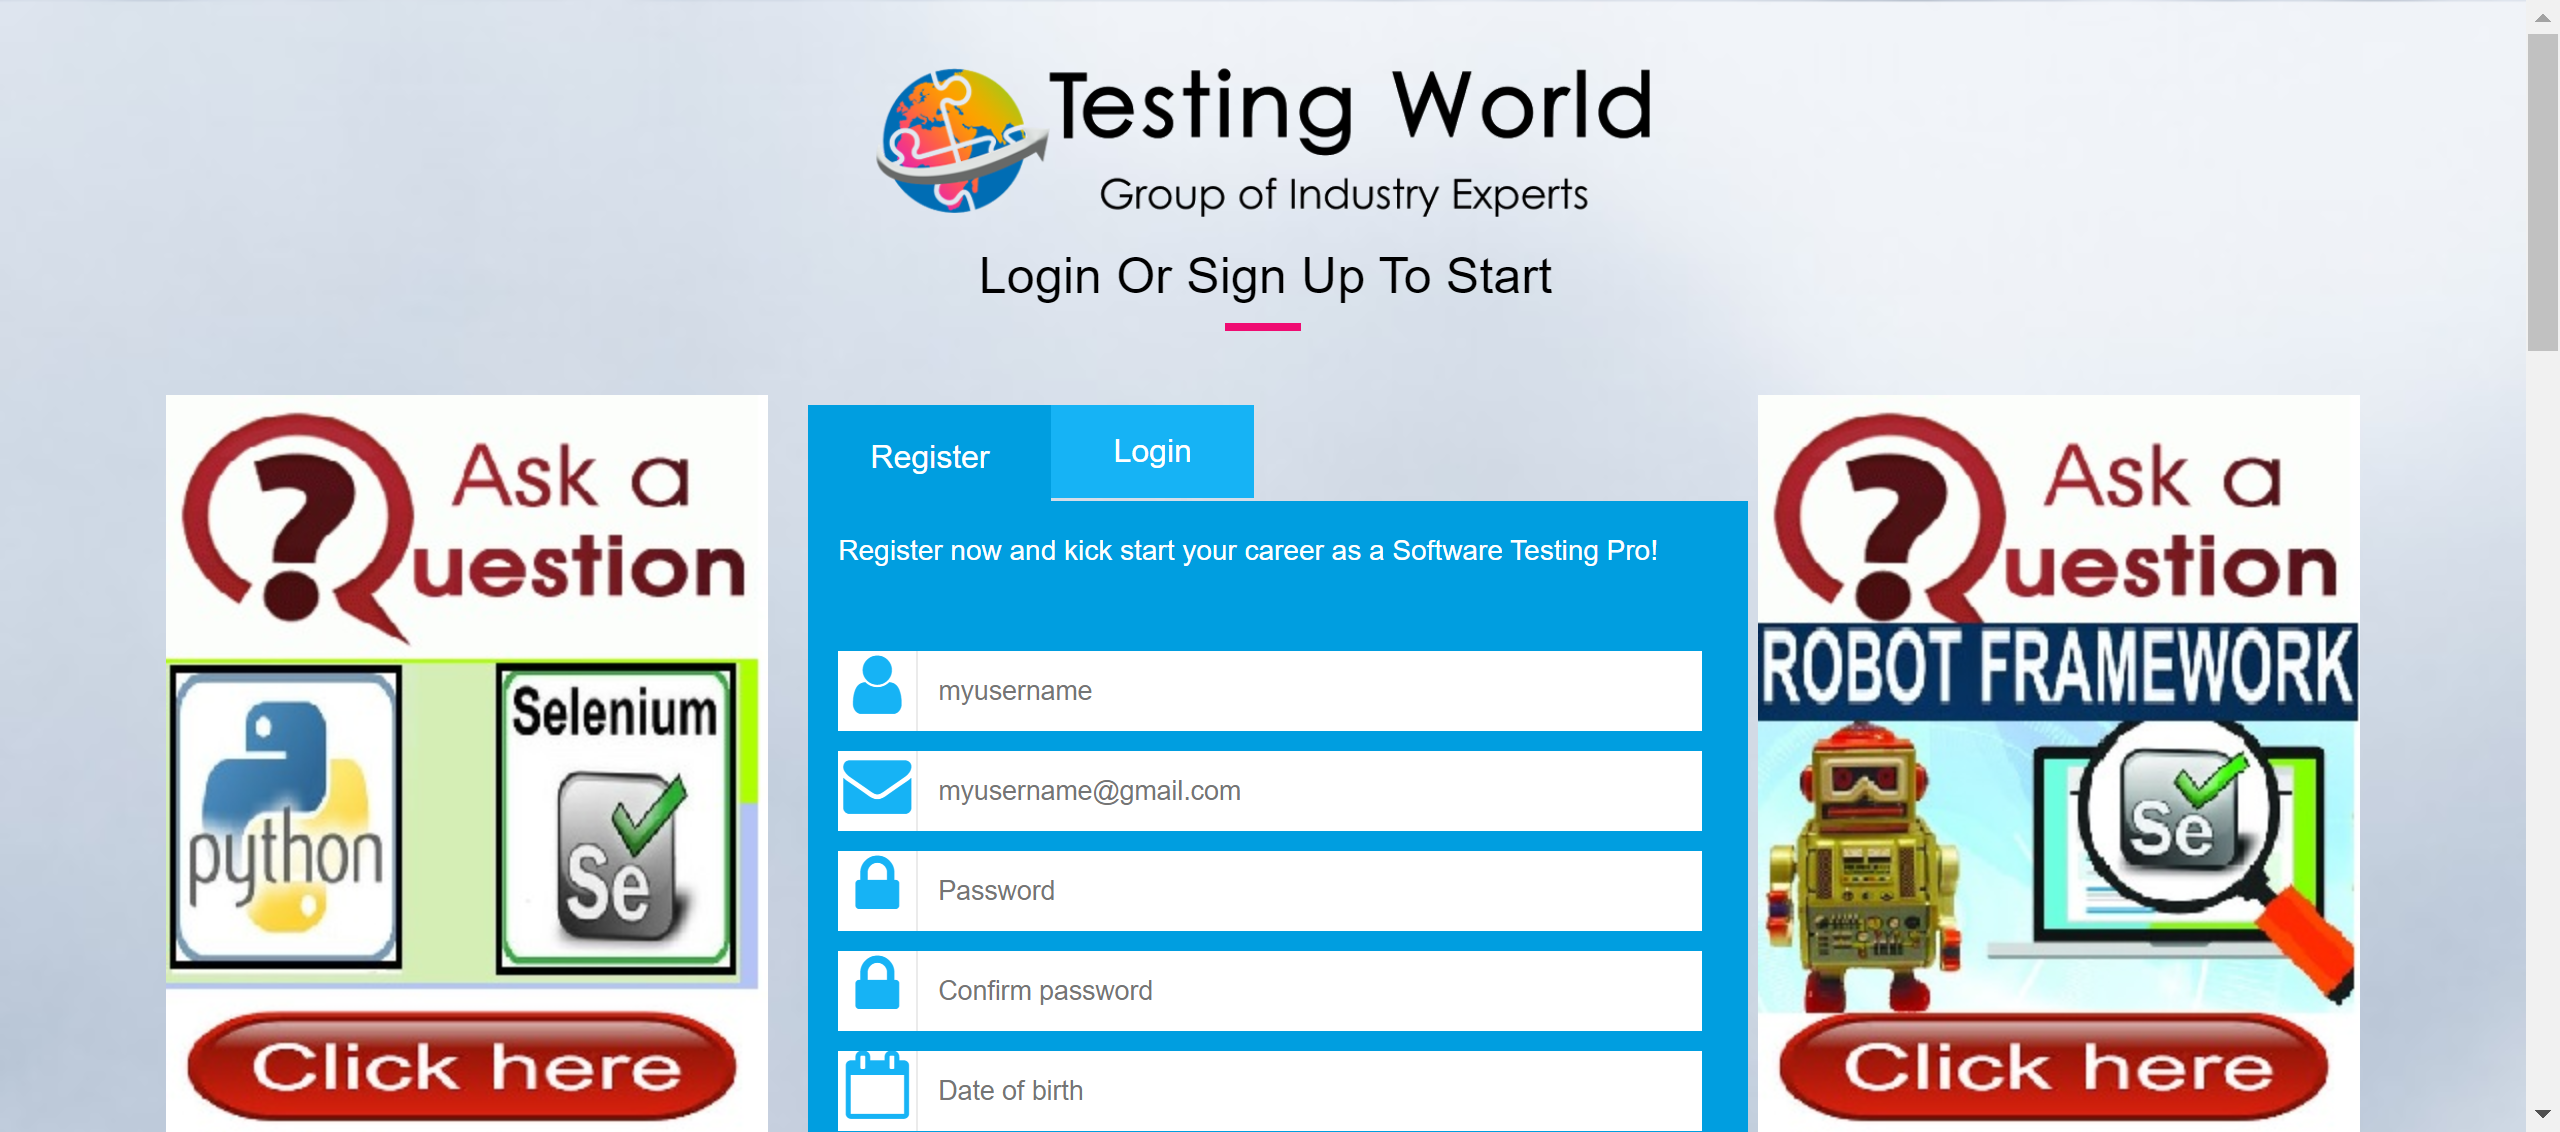 Testing World
Group of Industry Experts
Login Or Sign Up To Start
Ask a
Question
python
Selenium
Se
Click here
Register
Login
Register now and kick start your career as a Software Testing Pro!
myusername
myusername@gmail.com
Password
Confirm password
Date of birth
Ask a
Question
ROBOT FRAMEWORK
Se
Click here